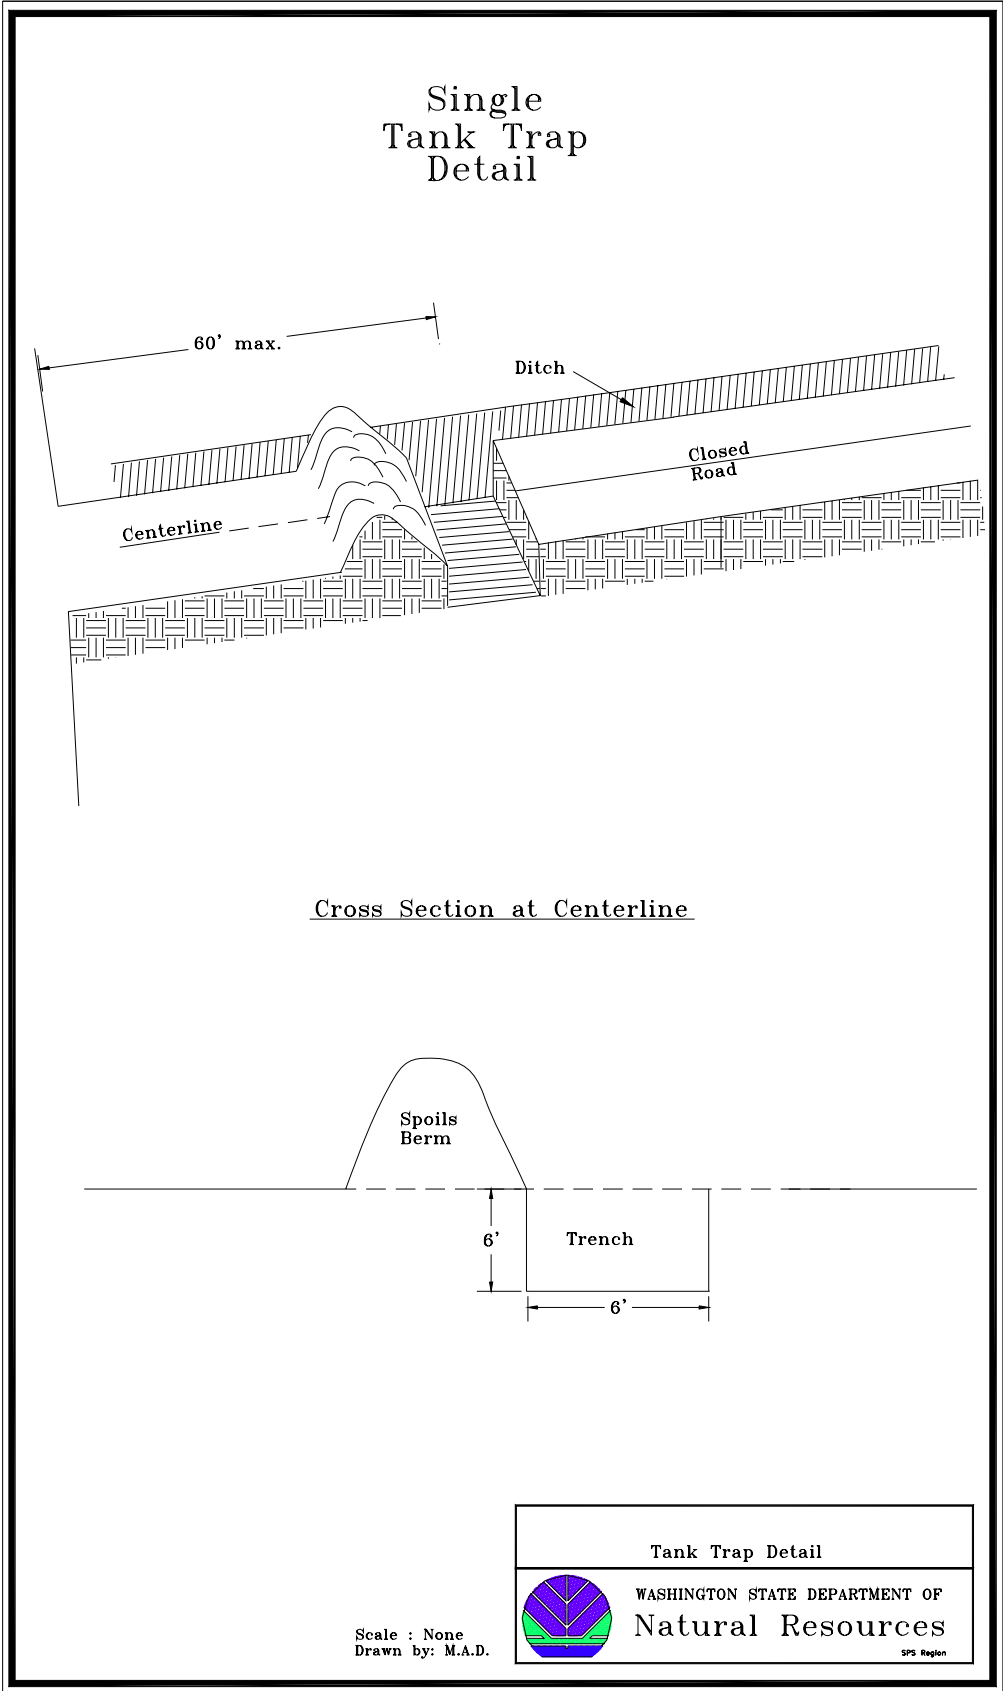 Single
Tank Trap
Detail
60' max.
Ditch
Closed
Road
Centerline
Cross Section at Centerline
Spoils
Berm
6'
Trench
6'
Tank Trap Detail
WASHINGTON STATE DEPARTMENT OF
Natural Resources
SPS Region
Scale : None
Drawn by: M.A.D.